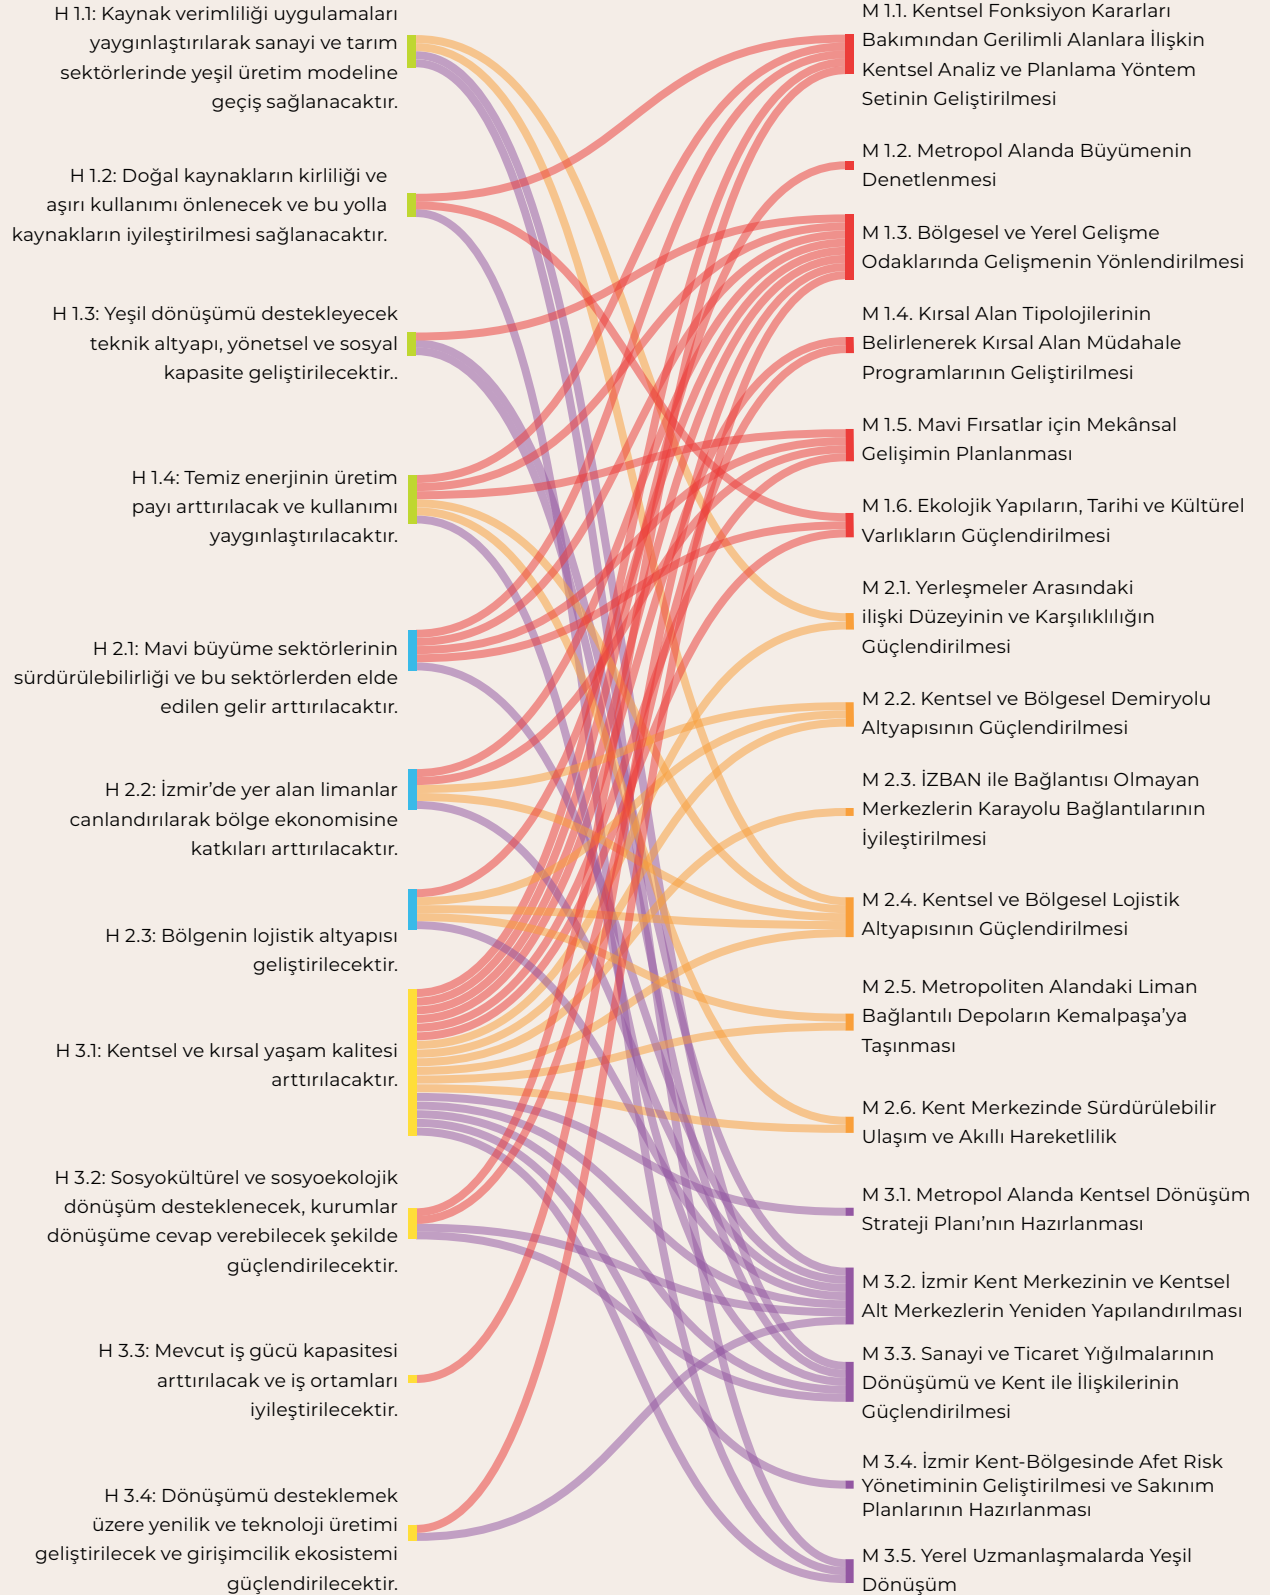 H 1.1: Kaynak verimliliği uygulamaları
yaygınlaştırılarak sanayi ve tarım
sektörlerinde yeşil üretim modeline
geçiş sağlanacaktır.
H 1.2: Doğal kaynakların kirliliği ve
aşırı kullanımı önlenecek ve bu yolla
kaynakların iyileştirilmesi sağlanacaktır.
H 1.3: Yeşil dönüşümü destekleyecek
teknik altyapı, yönetsel ve sosyal
kapasite geliştirilecektir..
H 1.4: Temiz enerjinin üretim
payı arttırılacak ve kullanımı
yaygınlaştırılacaktır.
H 2.1: Mavi büyüme sektörlerinin
sürdürülebilirliği ve bu sektörlerden elde
edilen gelir arttırılacaktır.
H 2.2: İzmir’de yer alan limanlar
canlandırılarak bölge ekonomisine
katkıları arttırılacaktır.
H 2.3: Bölgenin lojistik altyapısı
geliştirilecektir.
H 3.1: Kentsel ve kırsal yaşam kalitesi
arttırılacaktır.
H 3.2: Sosyokültürel ve sosyoekolojik
dönüşüm desteklenecek, kurumlar
dönüşüme cevap verebilecek şekilde
güçlendirilecektir.
H 3.3: Mevcut iş gücü kapasitesi
arttırılacak ve iş ortamları
iyileştirilecektir.
H 3.4: Dönüşümü desteklemek
üzere yenilik ve teknoloji üretimi
geliştirilecek ve girişimcilik ekosistemi
güçlendirilecektir.
M 1.1. Kentsel Fonksiyon Kararları
Bakımından Gerilimli Alanlara İlişkin
Kentsel Analiz ve Planlama Yöntem
Setinin Geliştirilmesi
M 1.2. Metropol Alanda Büyümenin
Denetlenmesi
M 1.3. Bölgesel ve Yerel Gelişme
Odaklarında Gelişmenin Yönlendirilmesi
M 1.4. Kırsal Alan Tipolojilerinin
Belirlenerek Kırsal Alan Müdahale
Programlarının Geliştirilmesi
M 1.5. Mavi Fırsatlar için Mekânsal
Gelişimin Planlanması
M 1.6. Ekolojik Yapıların, Tarihi ve Kültürel
Varlıkların Güçlendirilmesi
M 2.1. Yerleşmeler Arasındaki
ilişki Düzeyinin ve Karşılıklılığın
Güçlendirilmesi
M 2.2. Kentsel ve Bölgesel Demiryolu
Altyapısının Güçlendirilmesi
M 2.3. İZBAN ile Bağlantısı Olmayan
Merkezlerin Karayolu Bağlantılarının
İyileştirilmesi
M 2.4. Kentsel ve Bölgesel Lojistik
Altyapısının Güçlendirilmesi
M 2.5. Metropoliten Alandaki Liman
Bağlantılı Depoların Kemalpaşa’ya
Taşınması
M 2.6. Kent Merkezinde Sürdürülebilir
Ulaşım ve Akıllı Hareketlilik
M 3.1. Metropol Alanda Kentsel Dönüşüm
Strateji Planı’nın Hazırlanması
M 3.2. İzmir Kent Merkezinin ve Kentsel
Alt Merkezlerin Yeniden Yapılandırılması
M 3.3. Sanayi ve Ticaret Yığılmalarının
Dönüşümü ve Kent ile İlişkilerinin
Güçlendirilmesi
M 3.4. İzmir Kent-Bölgesinde Afet Risk
Yönetiminin Geliştirilmesi ve Sakınım
Planlarının Hazırlanması
M 3.5. Yerel Uzmanlaşmalarda Yeşil
Dönüşüm